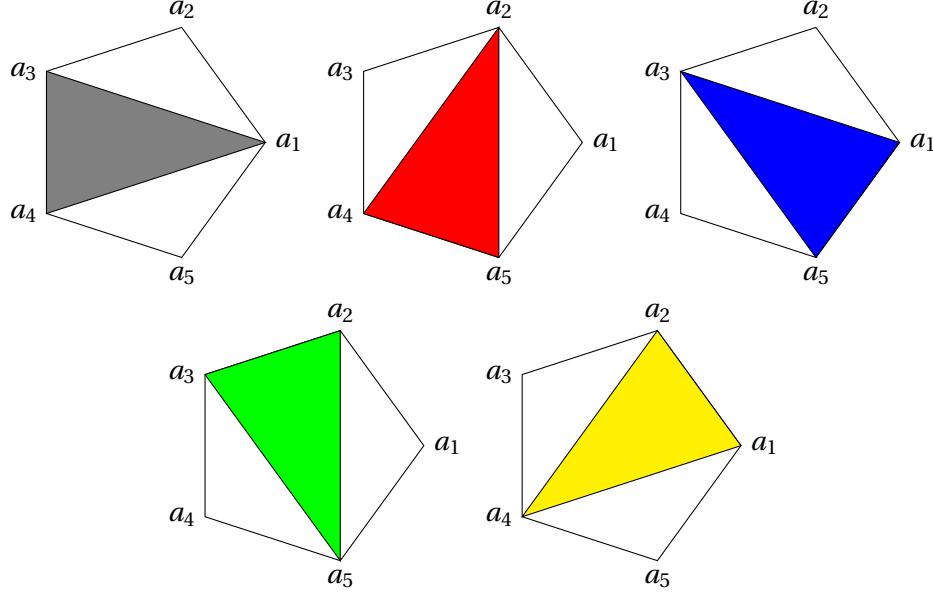 a₂ a₂ a₂
a₃ a₃ a₃
a₁ a₁ a₁
a₄ a₄ a₄
a₅ a₅ a₅
a₂ a₂
a₃ a₃
a₁ a₁
a₄ a₄
a₅ a₅